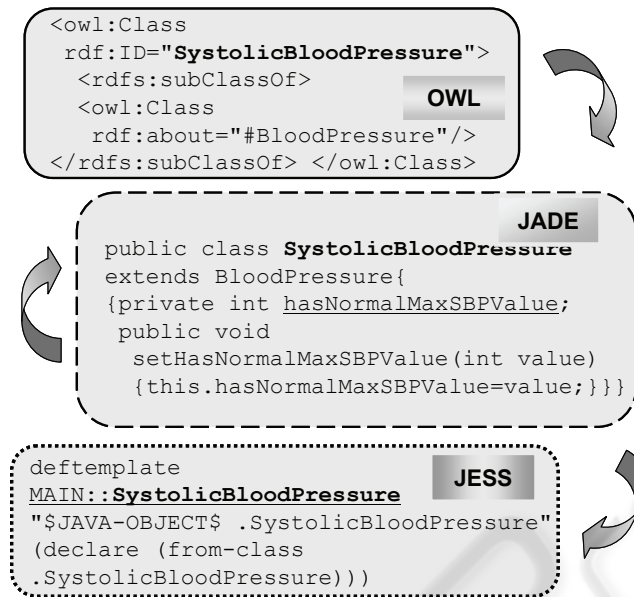 <owl:Class
rdf:ID="SystolicBloodPressure">
<rdfs:subClassOf>
<owl:Class
OWL
rdf:about="#BloodPressure"/>
</rdfs:subClassOf> </owl:Class>
JADE
public class SystolicBloodPressure
extends BloodPressure{
{private int hasNormalMaxSBPValue;
public void
setHasNormalMaxSBPValue(int value)
{this.hasNormalMaxSBPValue=value;}}}
deftemplate
JESS
MAIN::SystolicBloodPressure
"$JAVA-OBJECT$ .SystolicBloodPressure"
(declare (from-class
.SystolicBloodPressure)))